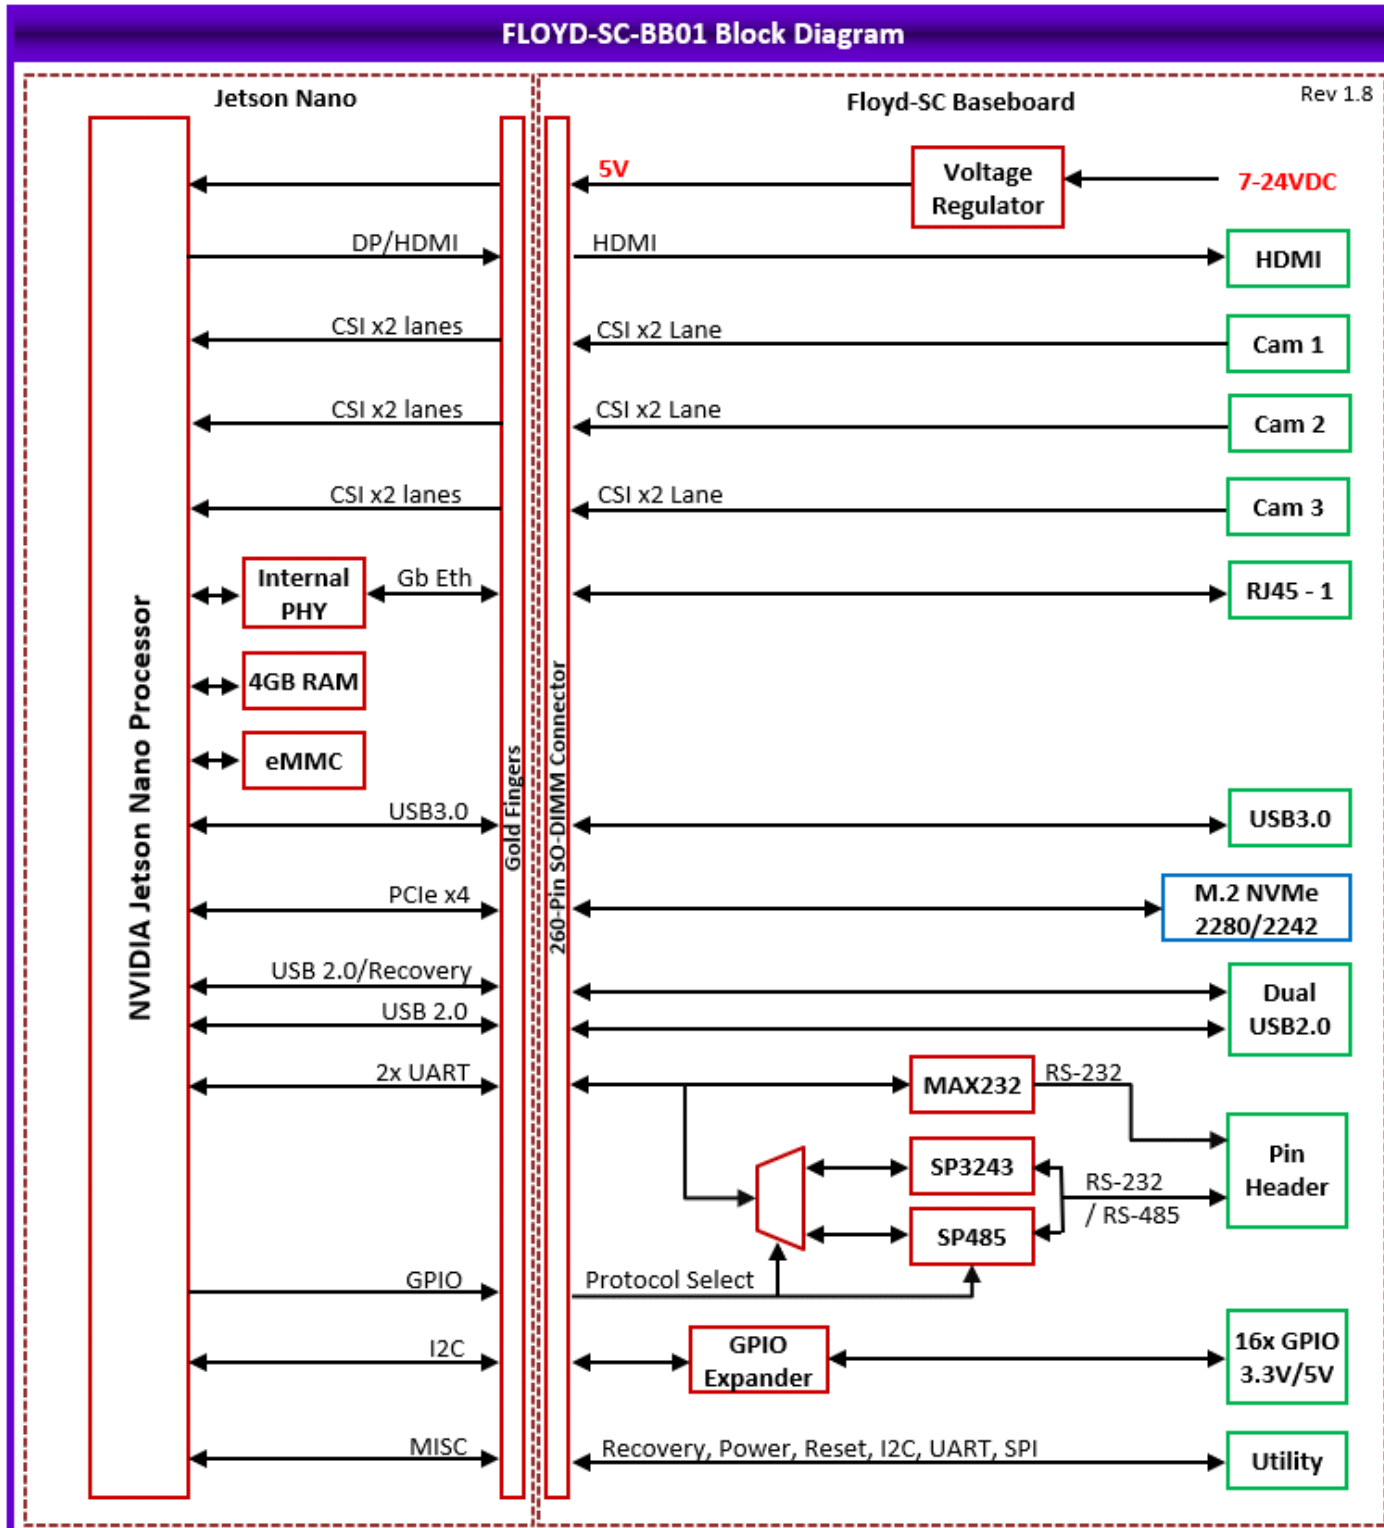 FLOYD-SC-BB01 Block Diagram
Jetson Nano
Floyd-SC Baseboard
Rev 1.8
5V
Voltage
Regulator
7-24VDC
DP/HDMI
HDMI
HDMI
CSI x2 lanes
CSI x2 Lane
Cam 1
CSI x2 lanes
CSI x2 Lane
Cam 2
CSI x2 lanes
CSI x2 Lane
Cam 3
Internal
PHY
Gb Eth
RJ45 - 1
4GB RAM
eMMC
NVIDIA Jetson Nano Processor
Gold Fingers
260-Pin SO-DIMM Connector
USB3.0
USB3.0
PCIe x4
M.2 NVMe
2280/2242
USB 2.0/Recovery
USB 2.0
Dual
USB2.0
2x UART
MAX232
RS-232
SP3243
SP485
RS-232
/ RS-485
Pin
Header
GPIO
Protocol Select
I2C
GPIO
Expander
16x GPIO
3.3V/5V
MISC
Recovery, Power, Reset, I2C, UART, SPI
Utility